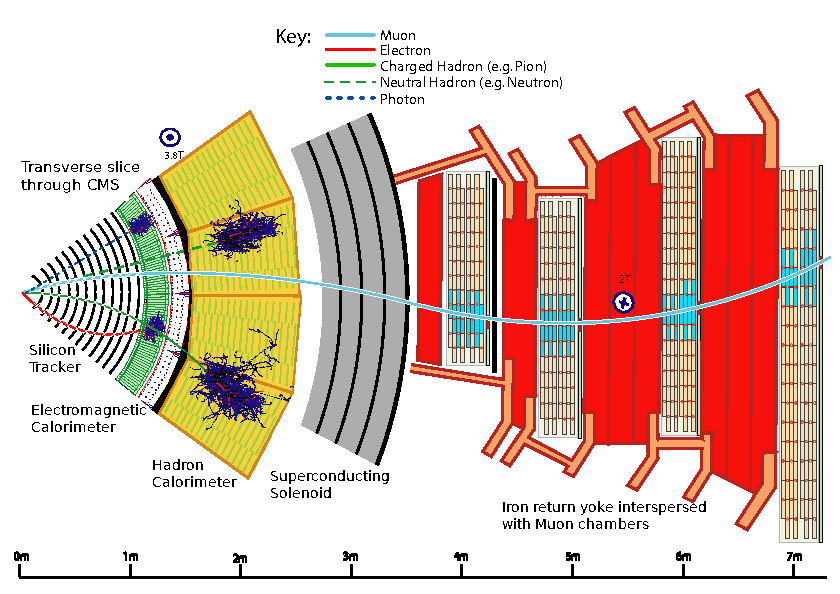 Key:
Muon
Electron
Charged Hadron (e.g. Pion)
Neutral Hadron (e.g. Neutron)
Photon
3.8T
Transverse slice
through CMS
2T
Silicon
Tracker
Electromagnetic
Calorimeter
Hadron
Calorimeter
Superconducting
Solenoid
Iron return yoke interspersed
with Muon chambers
0m 1m 2m 3m 4m 5m 6m 7m